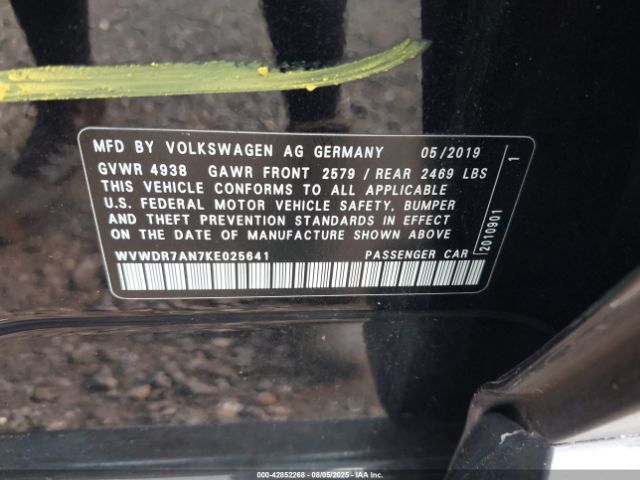 MFD BY VOLKSWAGEN AG GERMANY 05/2019
GVWR 4938 GAWR FRONT 2579 / REAR 2469 LBS
THIS VEHICLE CONFORMS TO ALL APPLICABLE
U.S. FEDERAL MOTOR VEHICLE SAFETY, BUMPER
AND THEFT PREVENTION STANDARDS IN EFFECT
ON THE DATE OF MANUFACTURE SHOWN ABOVE
WVWDR7AN7KE025641 PASSENGER CAR
2010901 1
000-42852268 - 08/05/2025 - IAA Inc.